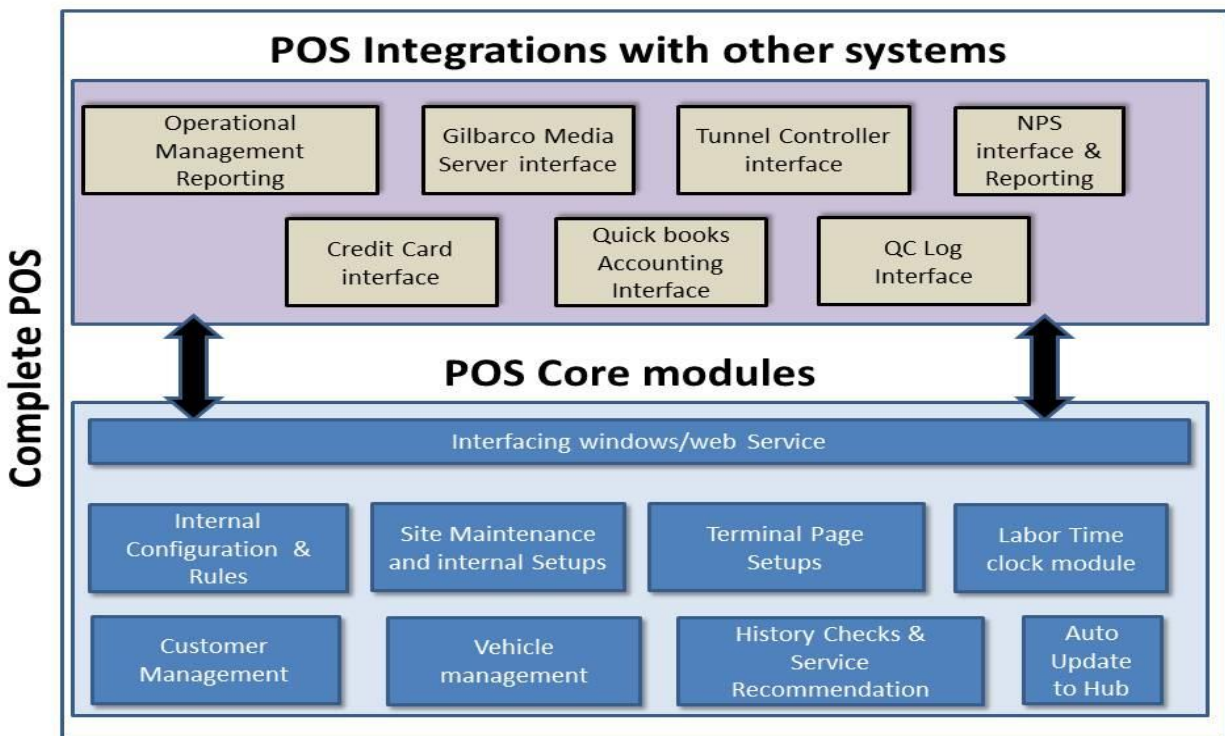 POS Integrations with other systems
Operational
Management
Reporting
Gilbarco Media
Server interface
Tunnel Controller
interface
NPS
interface &
Reporting
Credit Card
interface
Quick books
Accounting
Interface
QC Log
Interface
Complete POS
POS Core modules
Interfacing windows/web Service
Internal
Configuration &
Rules
Site Maintenance
and internal Setups
Terminal Page
Setups
Labor Time
clock module
Customer
Management
Vehicle
management
History Checks &
Service
Recommendation
Auto
Update
to Hub